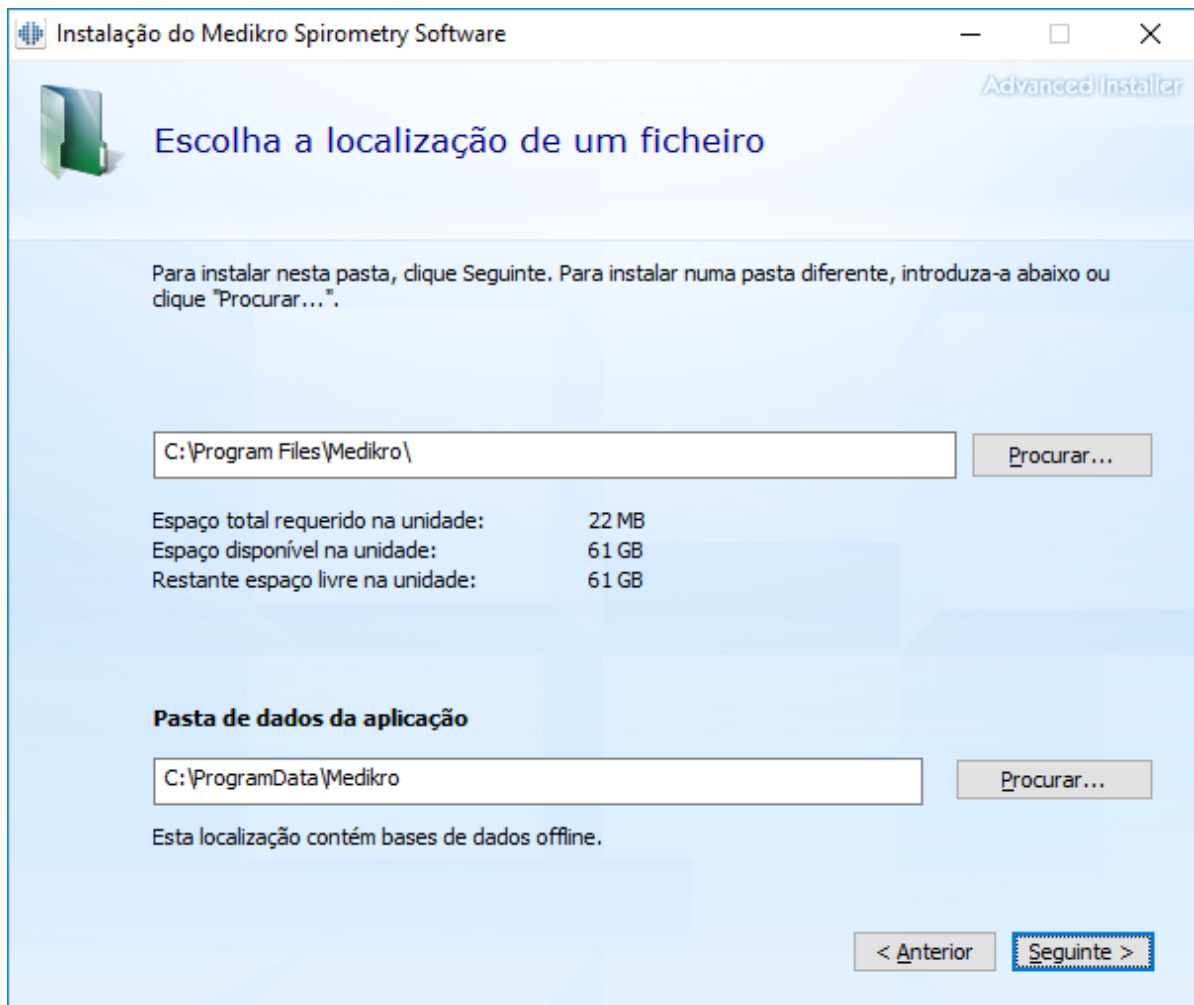 Instalação do Medikro Spirometry Software
Advanced Installer
Escolha a localização de um ficheiro
Para instalar nesta pasta, clique Seguinte. Para instalar numa pasta diferente, introduza-a abaixo ou
clique "Procurar...".
C:\Program Files\Medikro\
Procurar...
Espaço total requerido na unidade: 22 MB
Espaço disponível na unidade: 61 GB
Restante espaço livre na unidade: 61 GB
Pasta de dados da aplicação
C:\ProgramData\Medikro
Procurar...
Esta localização contém bases de dados offline.
< Anterior
Seguinte >